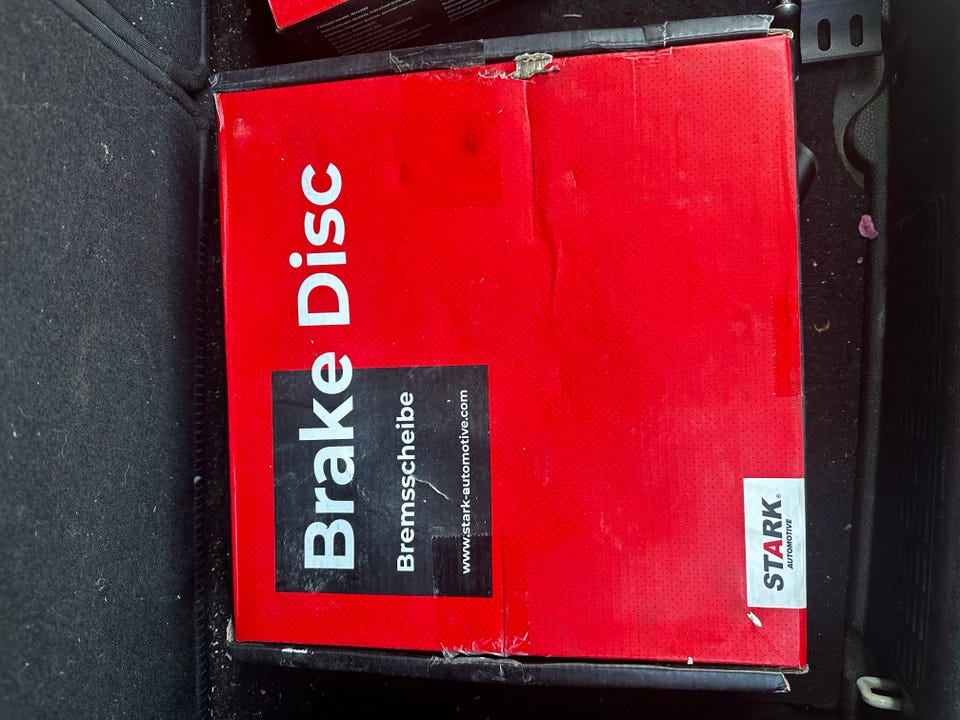 Brake Disc
Bremsscheibe
www.stark-automotive.com
STARK®
AUTOMOTIVE